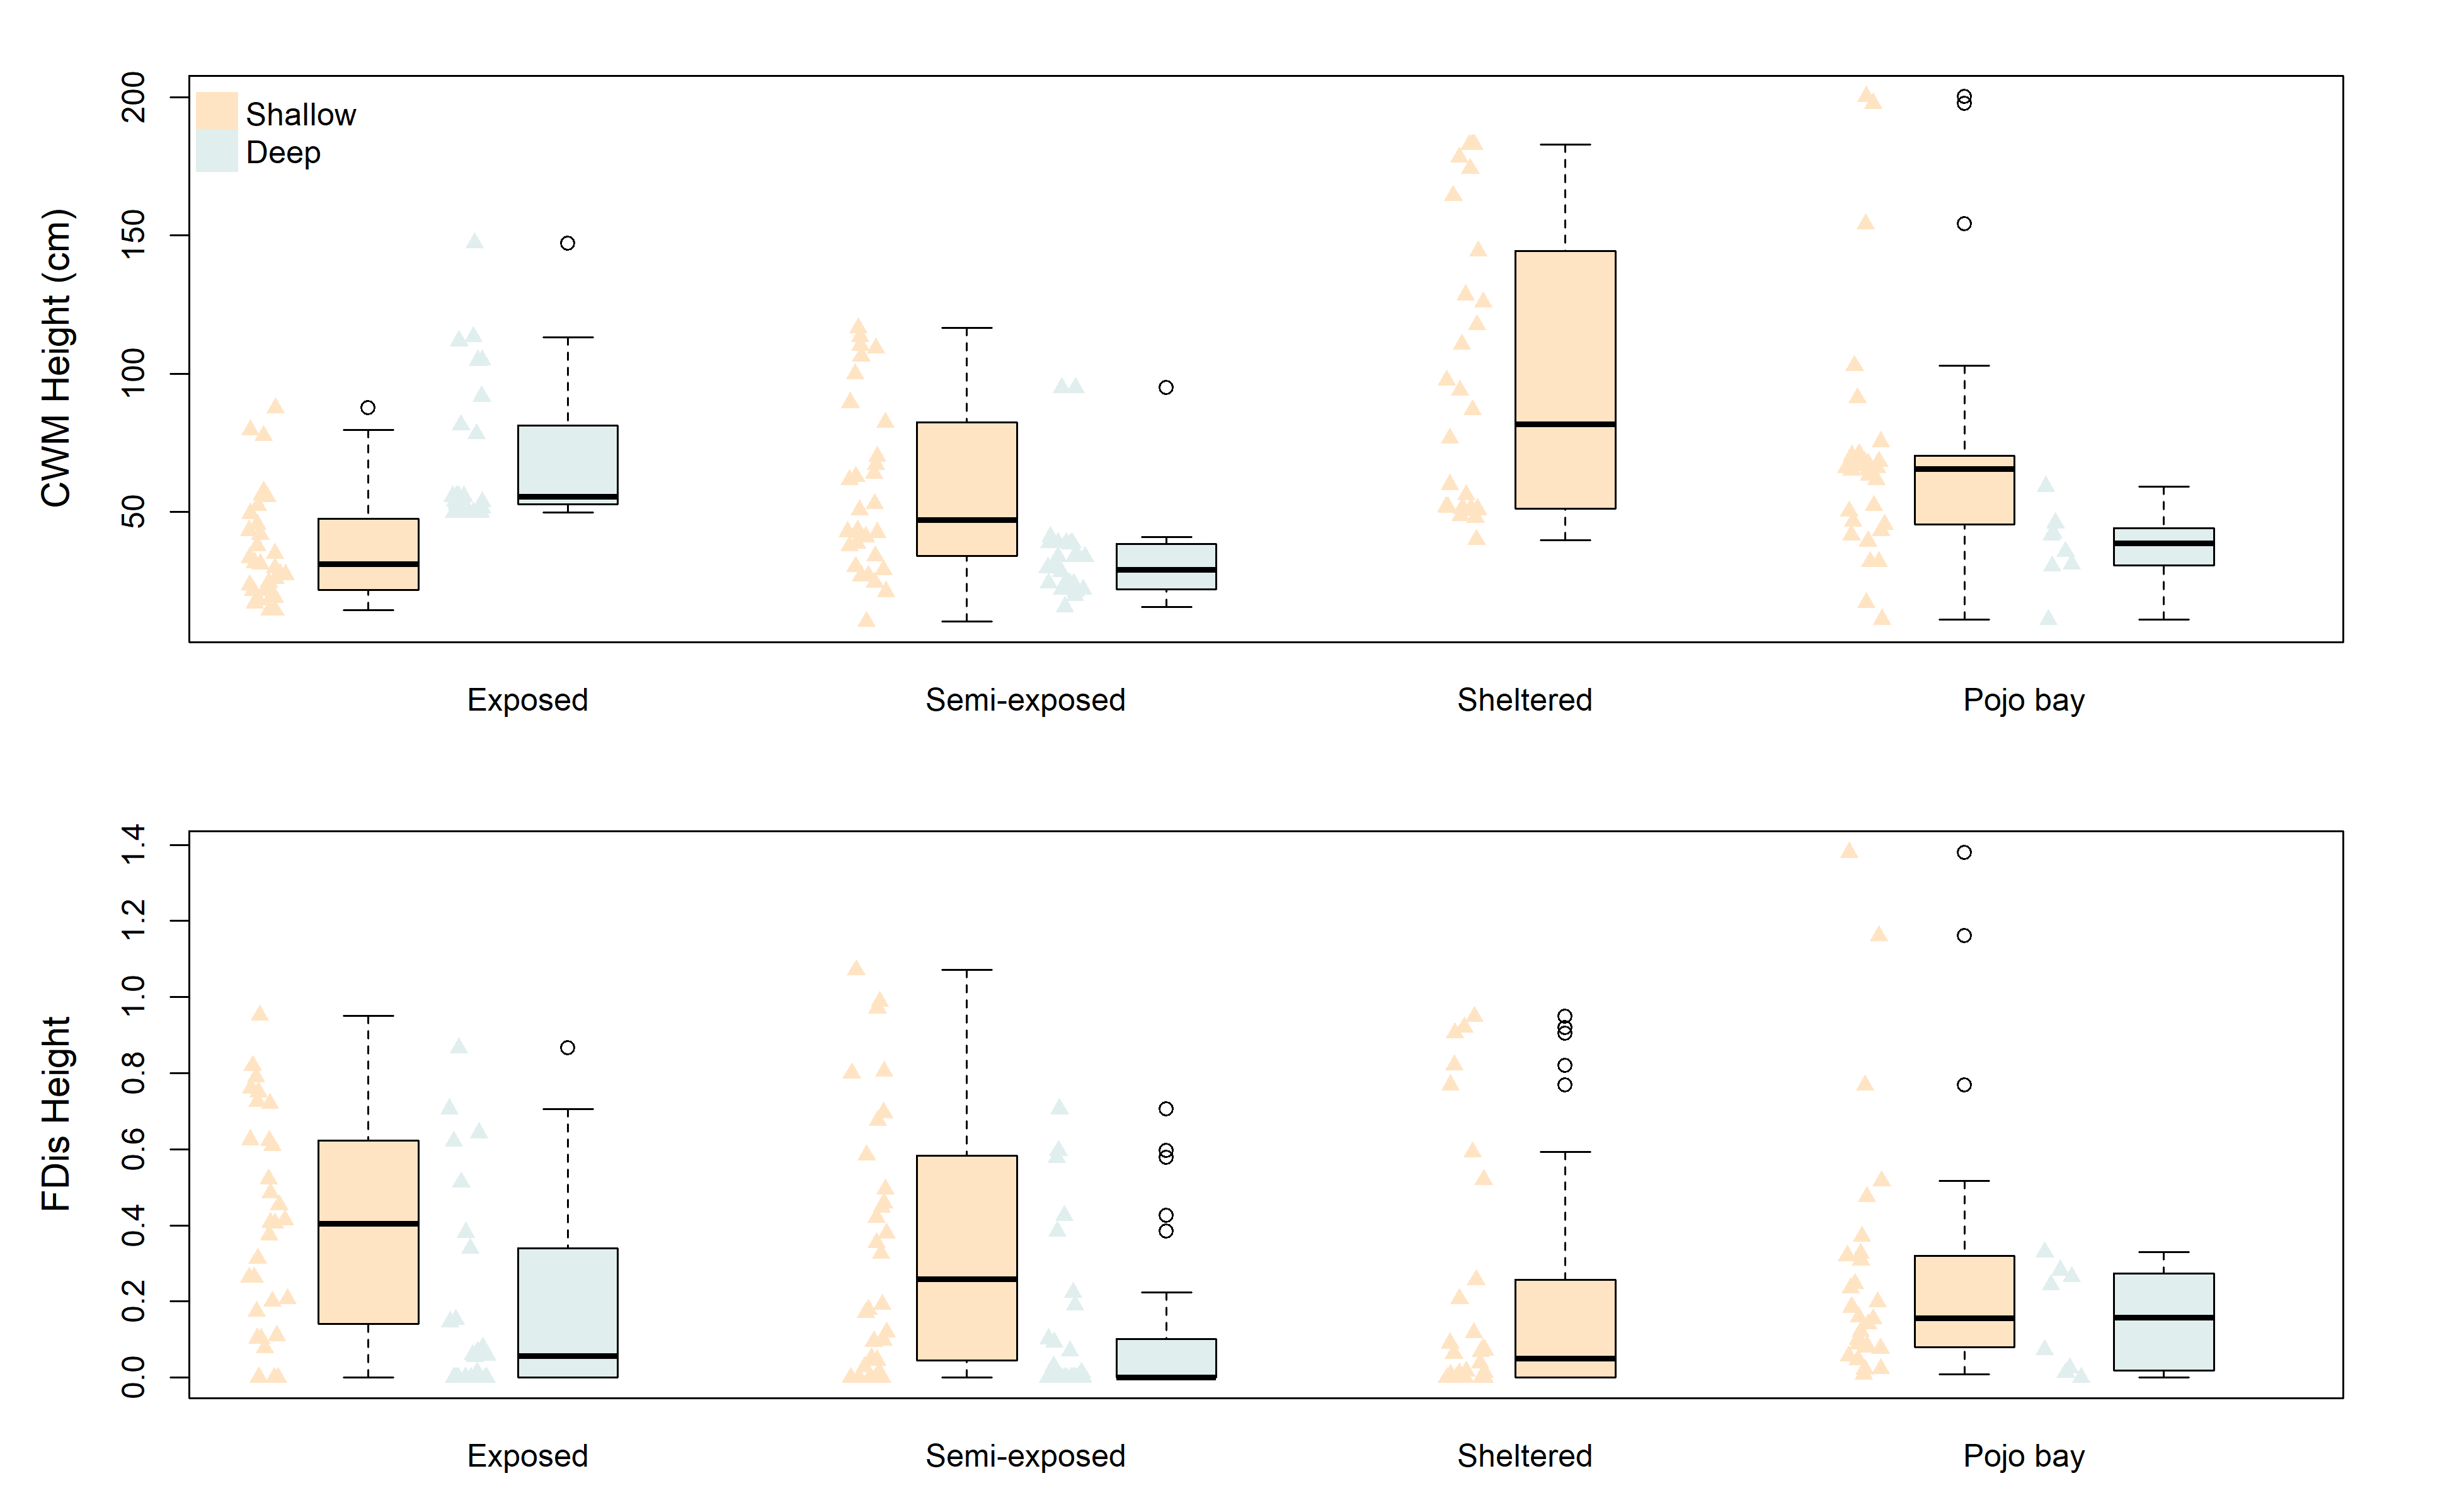 CWM Height (cm)
200
150
100
50
Shallow
Deep
Exposed Semi-exposed Sheltered Pojo bay
FDis Height
1.4
1.2
1.0
0.8
0.6
0.4
0.2
0.0
Exposed Semi-exposed Sheltered Pojo bay